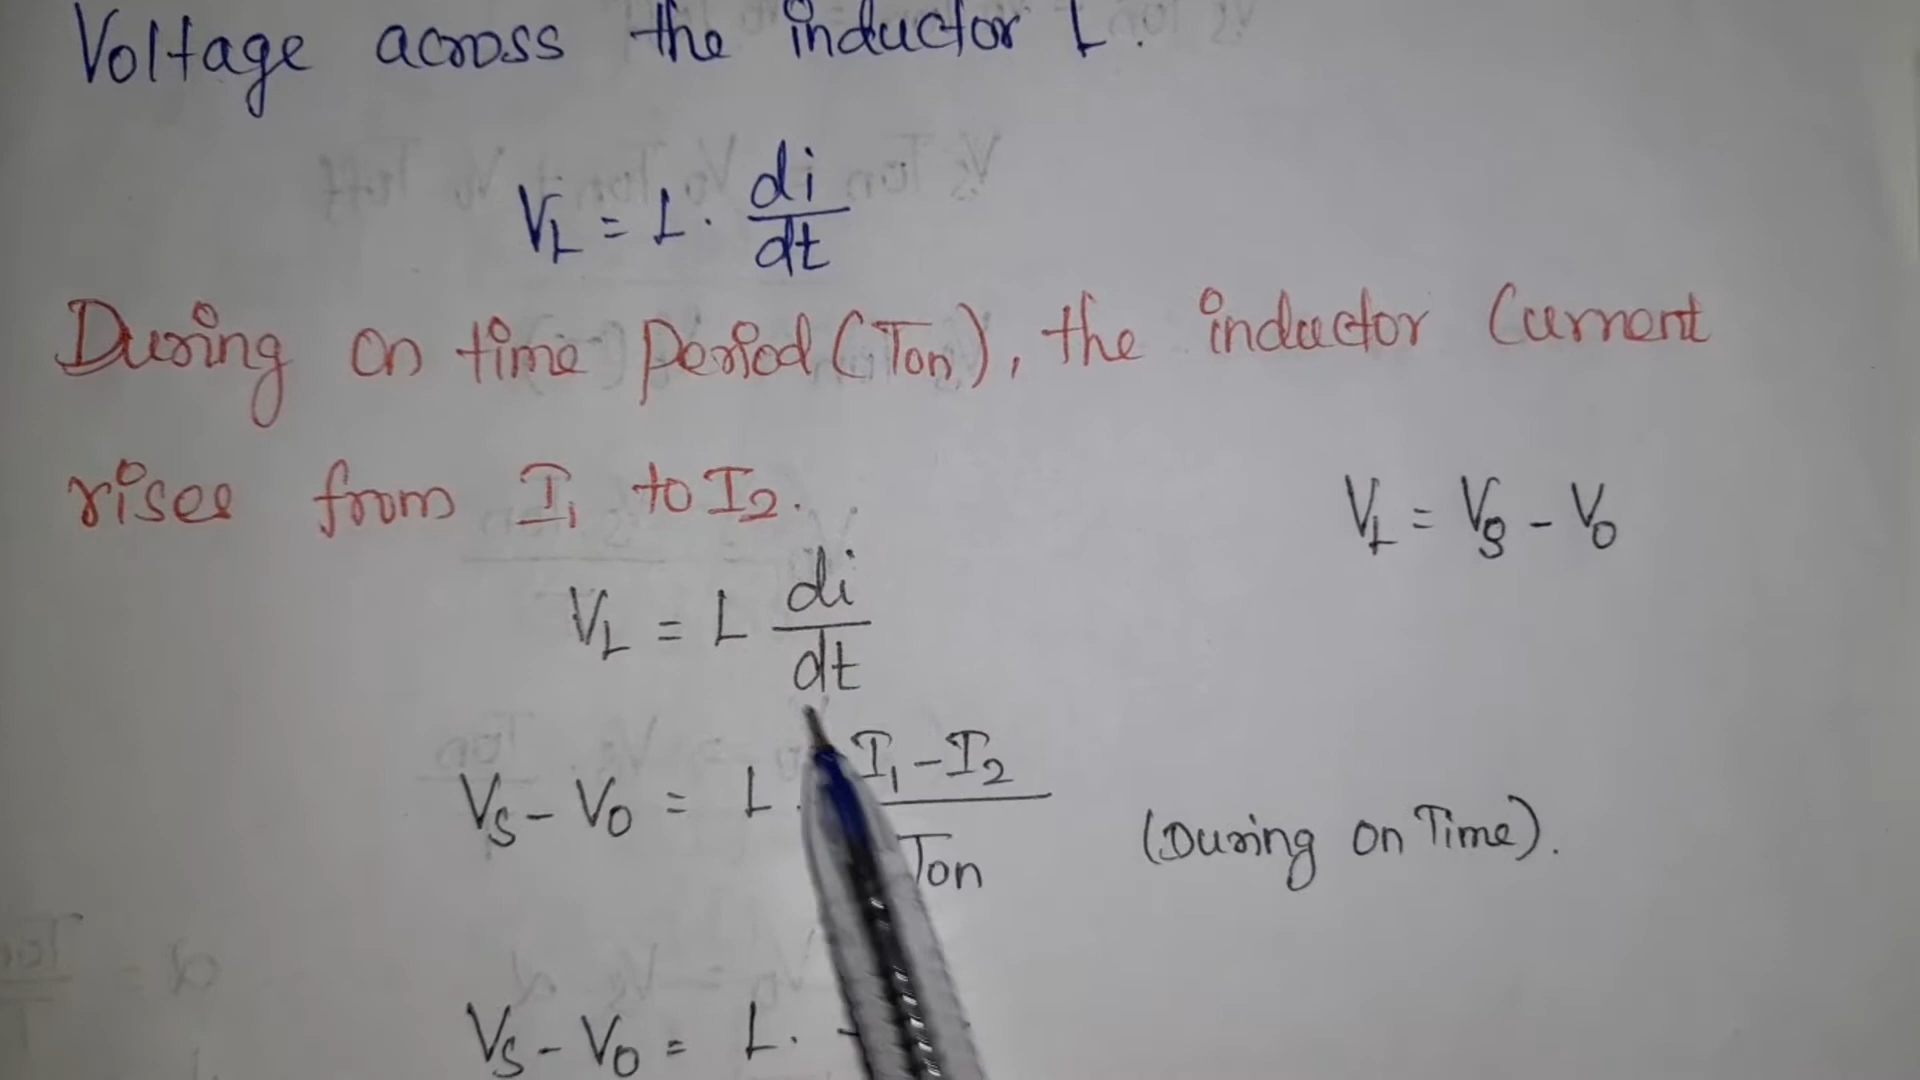 Voltage across the inductor L.
VL = L · di/dt
During on time period (Ton), the inductor Current
rises from I1 to I2.
VL = VS - VO
VL = L di/dt
VS - VO = L · I1 - I2 / Ton (During on Time).
VS - VO = L.